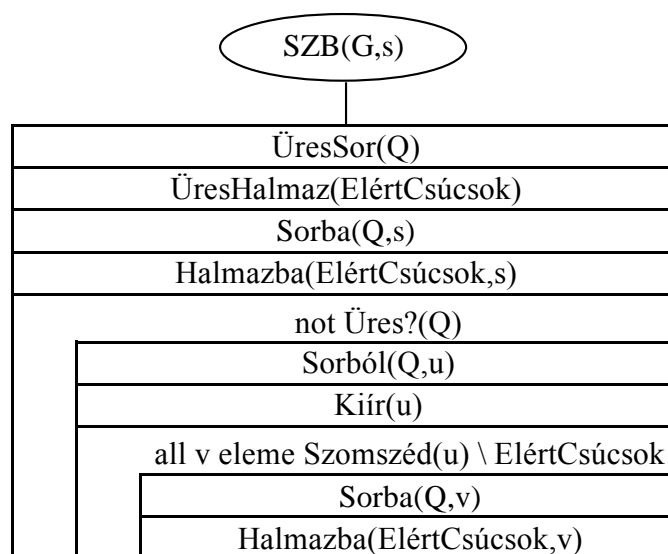 SZB(G,s)
ÜresSor(Q)
ÜresHalmaz(ElértCsúcsok)
Sorba(Q,s)
Halmazba(ElértCsúcsok,s)
not Üres?(Q)
Sorból(Q,u)
Kiír(u)
all v eleme Szomszéd(u) \ ElértCsúcsok
Sorba(Q,v)
Halmazba(ElértCsúcsok,v)